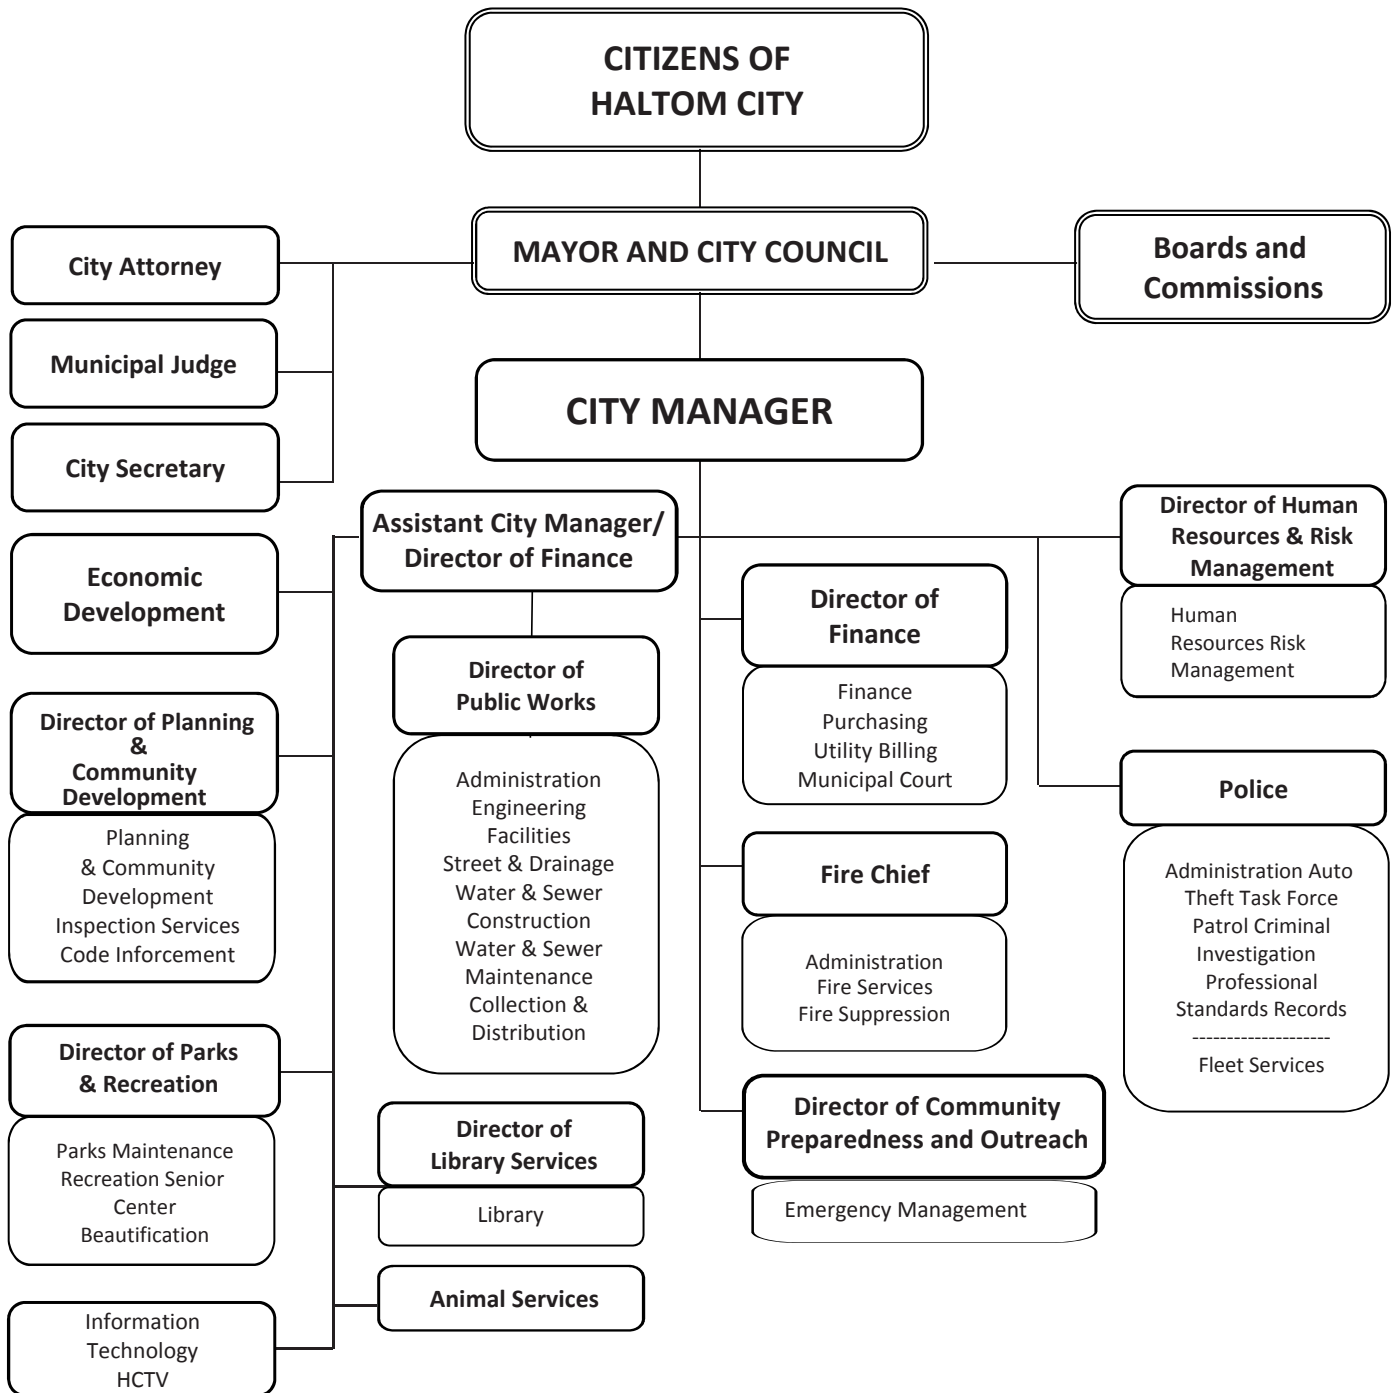 CITIZENS OF
HALTOM CITY
MAYOR AND CITY COUNCIL
Boards and
Commissions
City Attorney
Municipal Judge
City Secretary
CITY MANAGER
Assistant City Manager/
Director of Finance
Economic
Development
Director of Planning
&
Community
Development
Planning
& Community
Development
Inspection Services
Code Inforcement
Director of Parks
& Recreation
Parks Maintenance
Recreation Senior
Center
Beautification
Information
Technology
HCTV
Director of
Public Works
Administration
Engineering
Facilities
Street & Drainage
Water & Sewer
Construction
Water & Sewer
Maintenance
Collection &
Distribution
Director of
Library Services
Library
Animal Services
Director of
Finance
Finance
Purchasing
Utility Billing
Municipal Court
Fire Chief
Administration
Fire Services
Fire Suppression
Director of Community
Preparedness and Outreach
Emergency Management
Director of Human
Resources & Risk
Management
Human
Resources Risk
Management
Police
Administration Auto
Theft Task Force
Patrol Criminal
Investigation
Professional
Standards Records
--------------------
Fleet Services